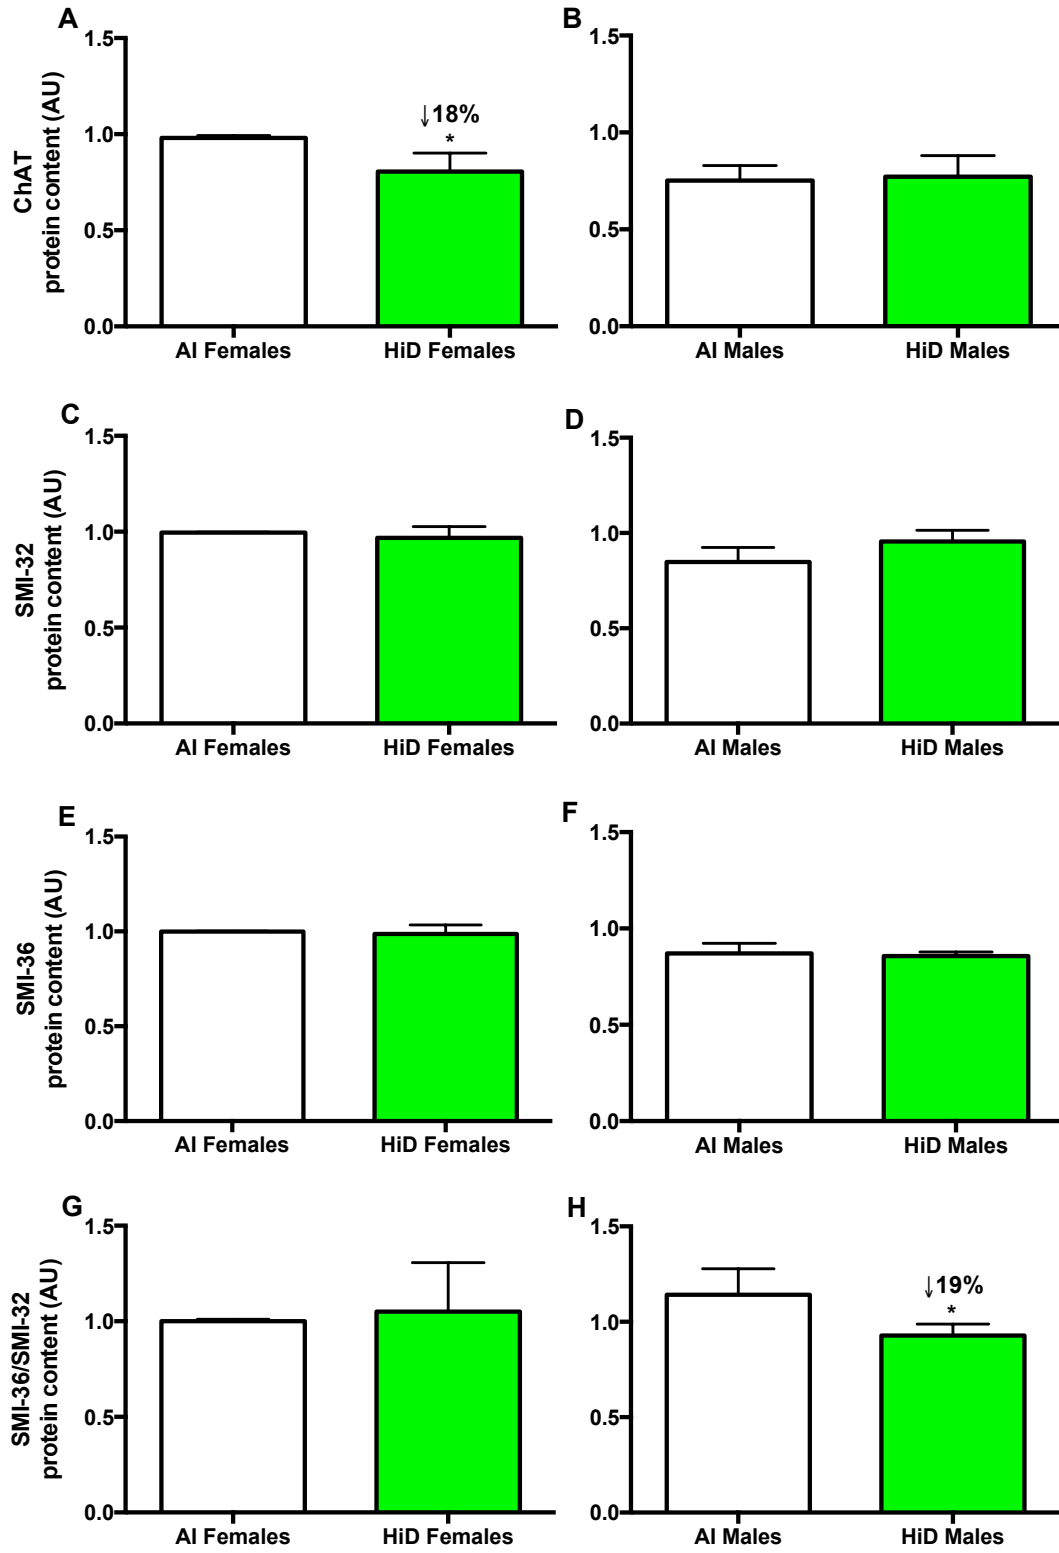 A
ChAT
protein content (AU)
1.5
1.0
0.5
0.0
↓18%
*
AI Females
HiD Females
B
1.5
1.0
0.5
0.0
AI Males
HiD Males
C
SMI-32
protein content (AU)
1.5
1.0
0.5
0.0
AI Females
HiD Females
D
1.5
1.0
0.5
0.0
AI Males
HiD Males
E
SMI-36
protein content (AU)
1.5
1.0
0.5
0.0
AI Females
HiD Females
F
1.5
1.0
0.5
0.0
AI Males
HiD Males
G
SMI-36/SMI-32
protein content (AU)
1.5
1.0
0.5
0.0
AI Females
HiD Females
H
1.5
1.0
0.5
0.0
↓19%
*
AI Males
HiD Males